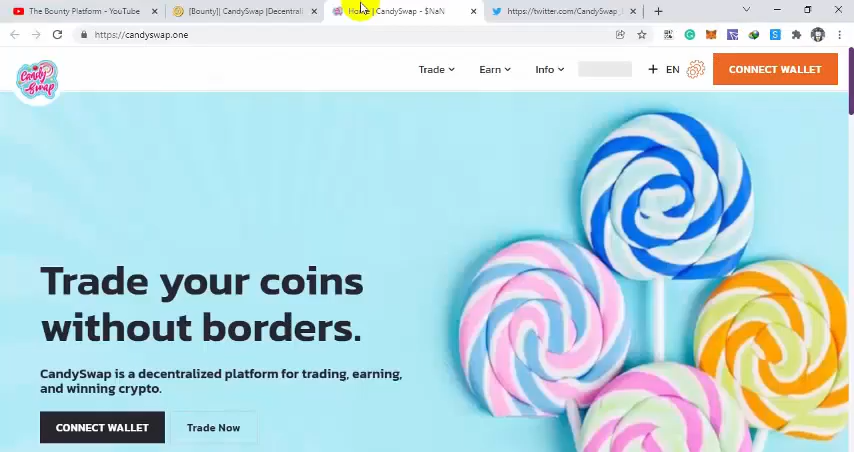 The Bounty Platform - YouTube
[Bounty]| CandySwap |Decentrali
Home | CandySwap - $NaN
https://twitter.com/CandySwap_
https://candyswap.one
Candy
Swap
Trade
Earn
Info
EN
CONNECT WALLET
Trade your coins
without borders.
CandySwap is a decentralized platform for trading, earning,
and winning crypto.
CONNECT WALLET
Trade Now